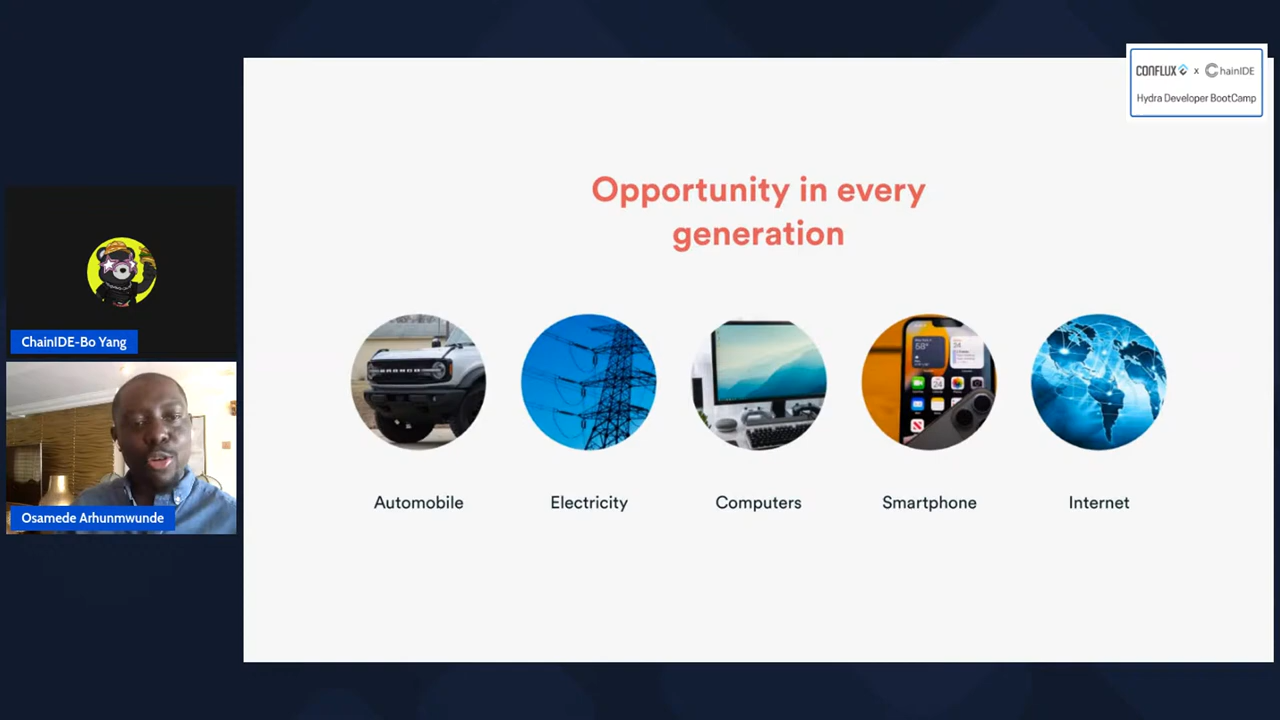 CONFLUX x ChainIDE
Hydra Developer BootCamp
Opportunity in every
generation
BRONCO
ChainIDE-Bo Yang
Osamede Arhunmwunde
Automobile
Electricity
Computers
Smartphone
Internet